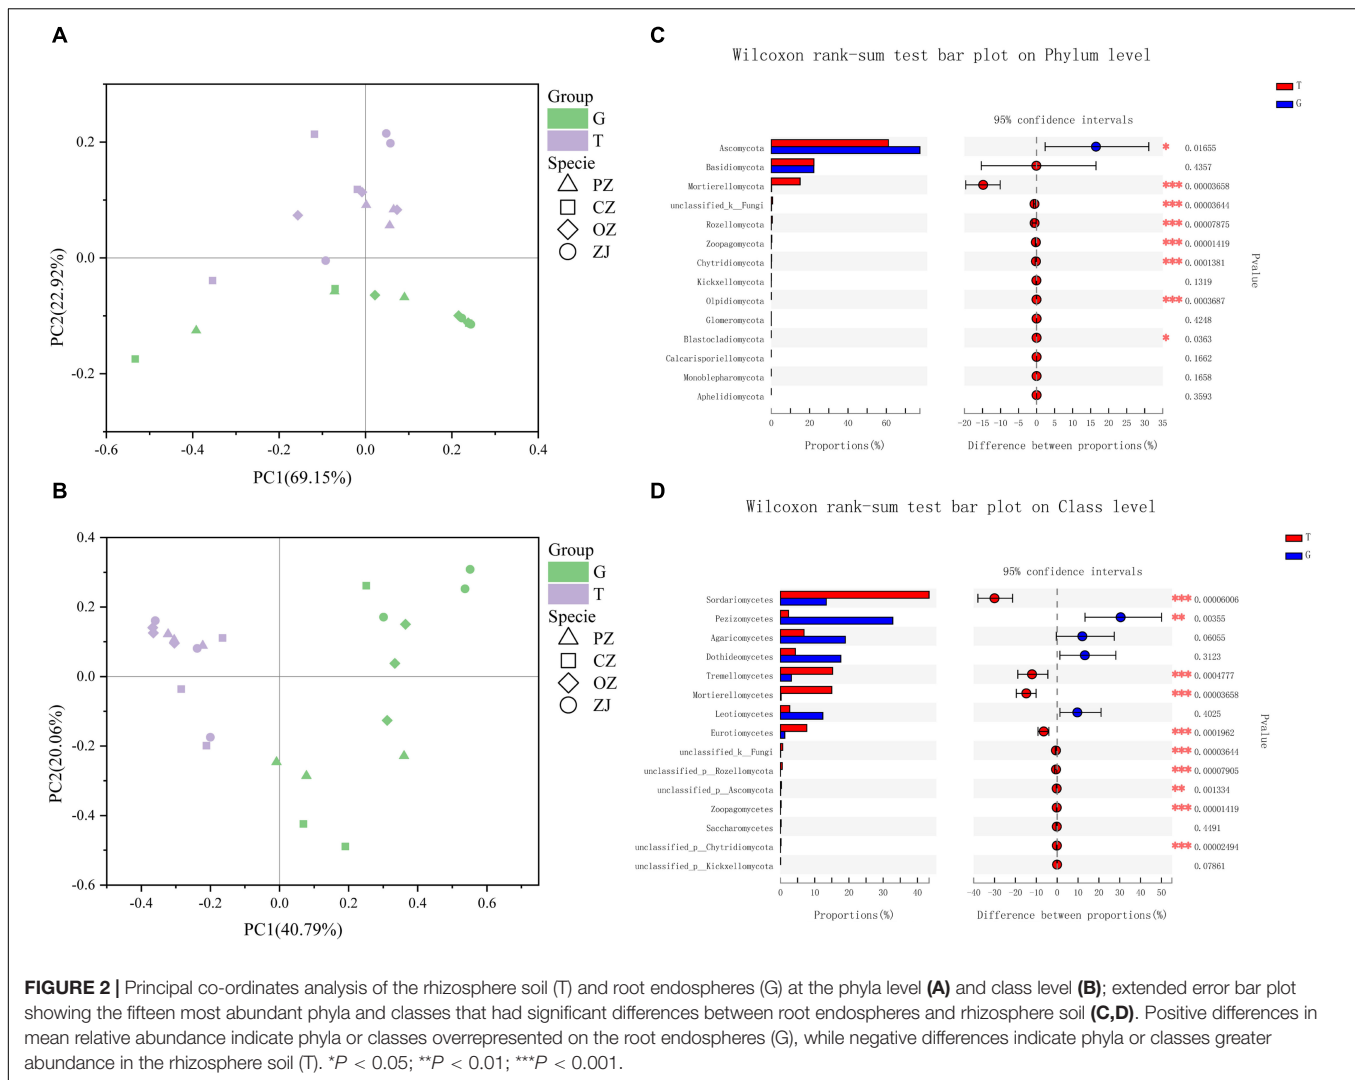 A
Group
G
T
Specie
PZ
CZ
OZ
ZJ
0.2
0.0
-0.2
PC2(22.92%)
-0.6 -0.4 -0.2 0.0 0.2 0.4
PC1(69.15%)
B
Group
G
T
Specie
PZ
CZ
OZ
ZJ
0.4
0.2
0.0
-0.2
-0.4
-0.6
PC2(20.06%)
-0.4 -0.2 0.0 0.2 0.4 0.6
PC1(40.79%)
C
Wilcoxon rank-sum test bar plot on Phylum level
T
G
95% confidence intervals
Ascomycota * 0.01655
Basidiomycota 0.4357
Mortierellomycota *** 0.00003658
unclassified_k__Fungi *** 0.00003644
Rozellomycota *** 0.00007875
Zoopagomycota *** 0.00001419
Chytridiomycota *** 0.0001381
Kickxellomycota 0.1319
Olpidiomycota *** 0.0003687
Glomeromycota 0.4248
Blastocladiomycota * 0.0363
Calcarisporiellomycota 0.1662
Monoblepharomycota 0.1658
Aphelidiomycota 0.3593
Pvalue
0 20 40 60 -20 -15 -10 -5 0 5 10 15 20 25 30 35
Proportions(%) Difference between proportions(%)
D
Wilcoxon rank-sum test bar plot on Class level
T
G
95% confidence intervals
Sordariomycetes *** 0.00006006
Pezizomycetes ** 0.00355
Agaricomycetes 0.06055
Dothideomycetes 0.3123
Tremellomycetes *** 0.0004777
Mortierellomycetes *** 0.00003658
Leotiomycetes 0.4025
Eurotiomycetes *** 0.0001962
unclassified_k__Fungi *** 0.00003644
unclassified_p__Rozellomycota *** 0.00007905
unclassified_p__Ascomycota ** 0.001334
Zoopagomycetes *** 0.00001419
Saccharomycetes 0.4491
unclassified_p__Chytridiomycota *** 0.00002494
unclassified_p__Kickxellomycota 0.07861
Pvalue
0 10 20 30 40 -40 -30 -20 -10 0 10 20 30 40 50
Proportions(%) Difference between proportions(%)
FIGURE 2 | Principal co-ordinates analysis of the rhizosphere soil (T) and root endospheres (G) at the phyla level (A) and class level (B); extended error bar plot
showing the fifteen most abundant phyla and classes that had significant differences between root endospheres and rhizosphere soil (C,D). Positive differences in
mean relative abundance indicate phyla or classes overrepresented on the root endospheres (G), while negative differences indicate phyla or classes greater
abundance in the rhizosphere soil (T). *P < 0.05; **P < 0.01; ***P < 0.001.